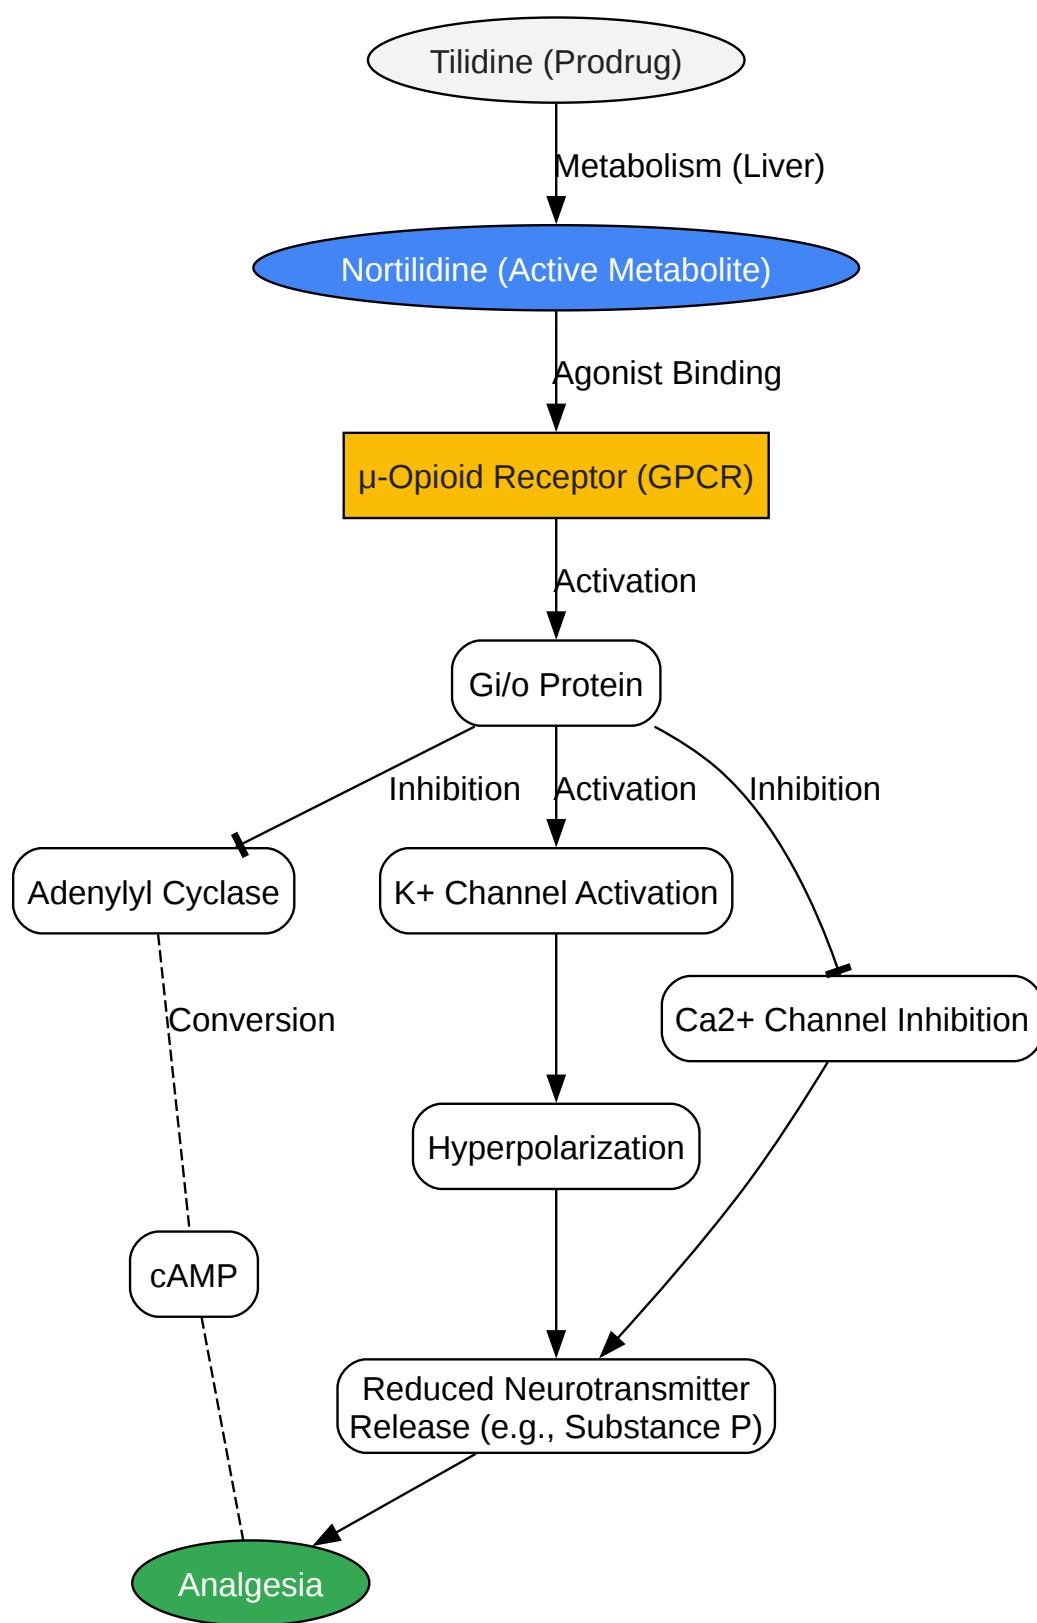 Tilidine (Prodrug)
Metabolism (Liver)
Nortilidine (Active Metabolite)
Agonist Binding
μ-Opioid Receptor (GPCR)
Activation
Gi/o Protein
Inhibition
Activation
Inhibition
Adenylyl Cyclase
K+ Channel Activation
Conversion
Ca2+ Channel Inhibition
Hyperpolarization
cAMP
Reduced Neurotransmitter
Release (e.g., Substance P)
Analgesia